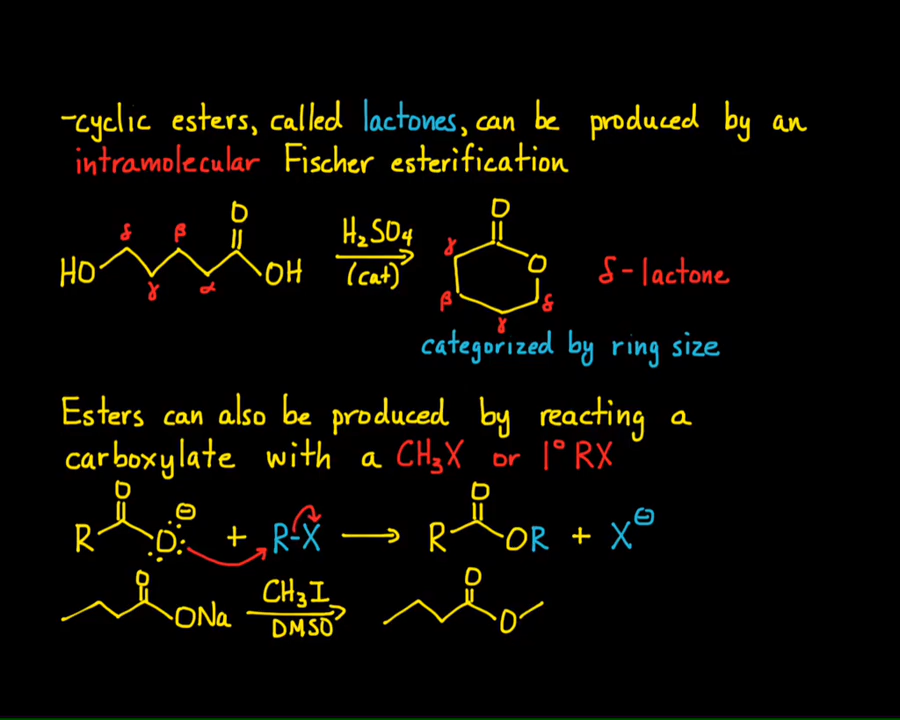 -cyclic esters, called lactones, can be produced by an
intramolecular Fischer esterification
HO δ γ β α O OH H₂SO₄ (cat) O O γ β γ δ δ-lactone
categorized by ring size
Esters can also be produced by reacting a
carboxylate with a CH₃X or 1° RX
R O O:⊖ + R-X → R O OR + X⊖
O ONa CH₃I DMSO O O